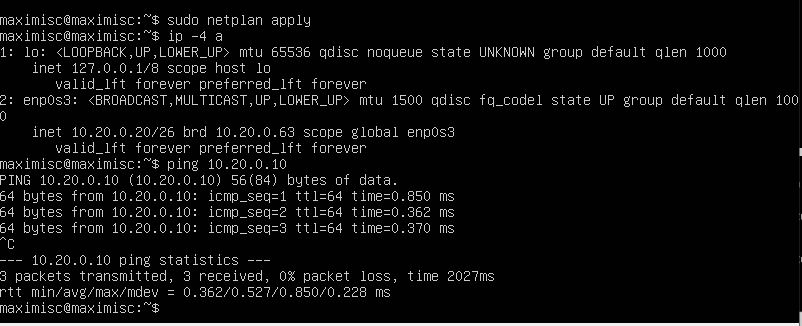 maximisc@maximisc:~$ sudo netplan apply
maximisc@maximisc:~$ ip -4 a
1: lo: <LOOPBACK,UP,LOWER_UP> mtu 65536 qdisc noqueue state UNKNOWN group default qlen 1000
    inet 127.0.0.1/8 scope host lo
       valid_lft forever preferred_lft forever
2: enp0s3: <BROADCAST,MULTICAST,UP,LOWER_UP> mtu 1500 qdisc fq_codel state UP group default qlen 100
0
    inet 10.20.0.20/26 brd 10.20.0.63 scope global enp0s3
       valid_lft forever preferred_lft forever
maximisc@maximisc:~$ ping 10.20.0.10
PING 10.20.0.10 (10.20.0.10) 56(84) bytes of data.
64 bytes from 10.20.0.10: icmp_seq=1 ttl=64 time=0.850 ms
64 bytes from 10.20.0.10: icmp_seq=2 ttl=64 time=0.362 ms
64 bytes from 10.20.0.10: icmp_seq=3 ttl=64 time=0.370 ms
^C
--- 10.20.0.10 ping statistics ---
3 packets transmitted, 3 received, 0% packet loss, time 2027ms
rtt min/avg/max/mdev = 0.362/0.527/0.850/0.228 ms
maximisc@maximisc:~$